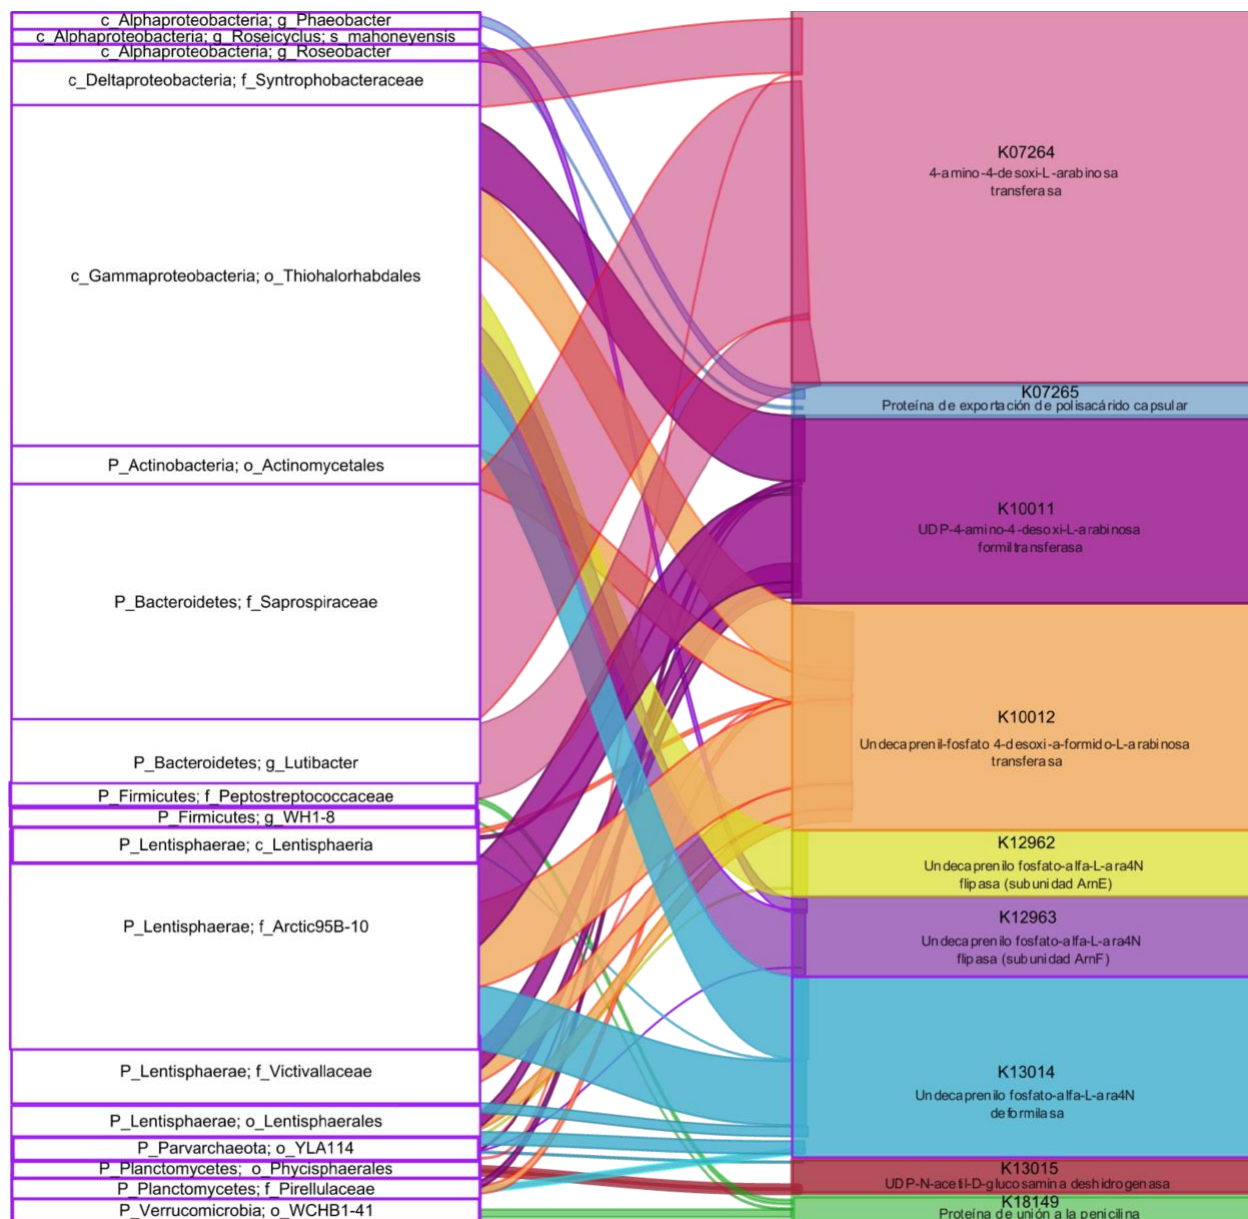 c_Alphaproteobacteria; g_Phaeobacter
c_Alphaproteobacteria; g_Roseicyclus; s_mahoneyensis
c_Alphaproteobacteria; g_Roseobacter
c_Deltaproteobacteria; f_Syntrophobacteraceae
c_Gammaproteobacteria; o_Thiohalorhabdales
P_Actinobacteria; o_Actinomycetales
P_Bacteroidetes; f_Saprospiraceae
P_Bacteroidetes; g_Lutibacter
P_Firmicutes; f_Peptostreptococcaceae
P_Firmicutes; g_WH1-8
P_Lentisphaerae; c_Lentisphaeria
P_Lentisphaerae; f_Arctic95B-10
P_Lentisphaerae; f_Victivallaceae
P_Lentisphaerae; o_Lentisphaerales
P_Parvarchaeota; o_YLA114
P_Planctomycetes; o_Phycisphaerales
P_Planctomycetes; f_Pirellulaceae
P_Verrucomicrobia; o_WCHB1-41
K07264
4-amino-4-desoxi-L-arabinosa
transferasa
K07265
Proteína de exportación de polisacárido capsular
K10011
UDP-4-amino-4-desoxi-L-arabinosa
formiltransferasa
K10012
Undecaprenil-fosfato 4-desoxi-a-formido-L-arabinosa
transferasa
K12962
Undecaprenilo fosfato-alfa-L-ara4N
flipasa (subunidad ArnE)
K12963
Undecaprenilo fosfato-alfa-L-ara4N
flipasa (subunidad ArnF)
K13014
Undecaprenilo fosfato-alfa-L-ara4N
deformilasa
K13015
UDP-N-acetil-D-glucosamina deshidrogenasa
K18149
Proteína de unión a la penicilina